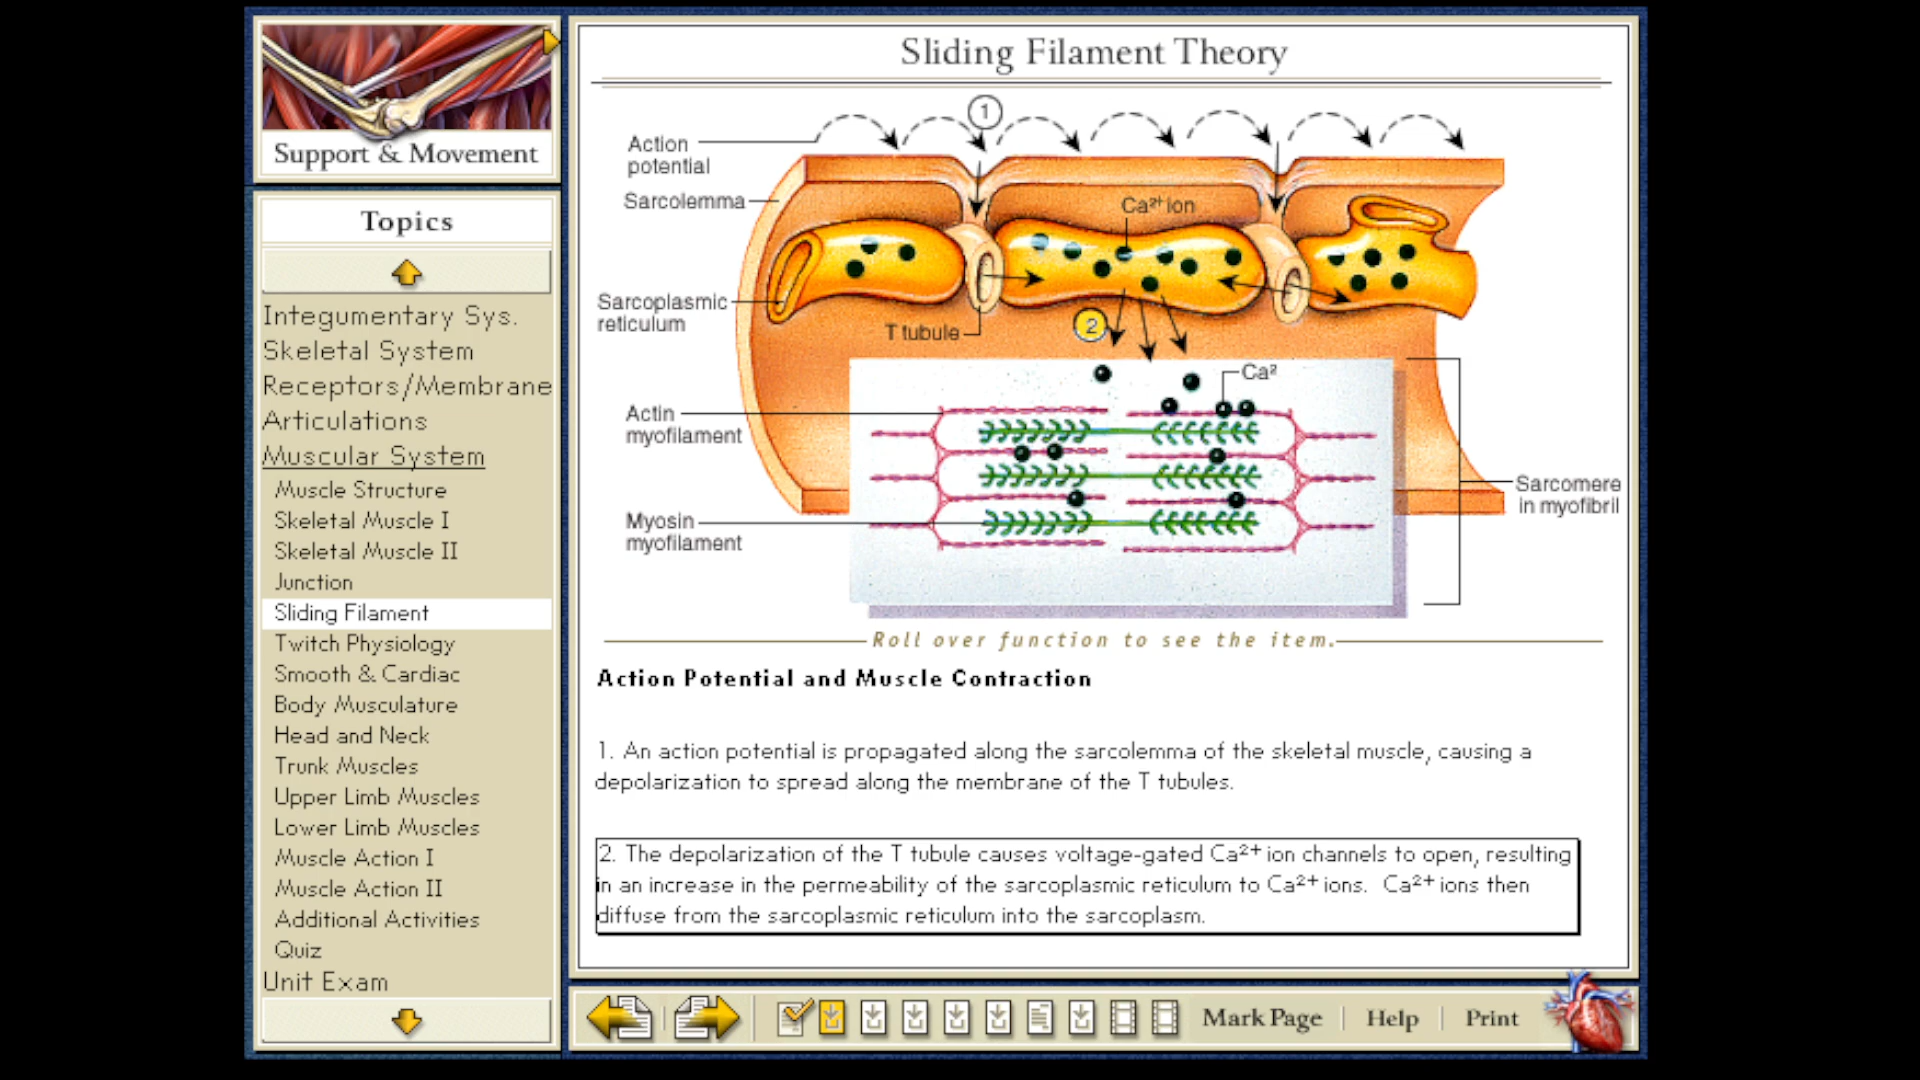 Support & Movement
Topics
Integumentary Sys.
Skeletal System
Receptors/Membrane
Articulations
Muscular System
Muscle Structure
Skeletal Muscle I
Skeletal Muscle II
Junction
Sliding Filament
Twitch Physiology
Smooth & Cardiac
Body Musculature
Head and Neck
Trunk Muscles
Upper Limb Muscles
Lower Limb Muscles
Muscle Action I
Muscle Action II
Additional Activities
Quiz
Unit Exam
Sliding Filament Theory
1
Action
potential
Sarcolemma
Ca²⁺ ion
Sarcoplasmic
reticulum
T tubule
2
Ca²
Actin
myofilament
Sarcomere
in myofibril
Myosin
myofilament
Roll over function to see the item.
Action Potential and Muscle Contraction
1. An action potential is propagated along the sarcolemma of the skeletal muscle, causing a
depolarization to spread along the membrane of the T tubules.
2. The depolarization of the T tubule causes voltage-gated Ca²⁺ ion channels to open, resulting
in an increase in the permeability of the sarcoplasmic reticulum to Ca²⁺ ions. Ca²⁺ ions then
diffuse from the sarcoplasmic reticulum into the sarcoplasm.
Mark Page
Help
Print